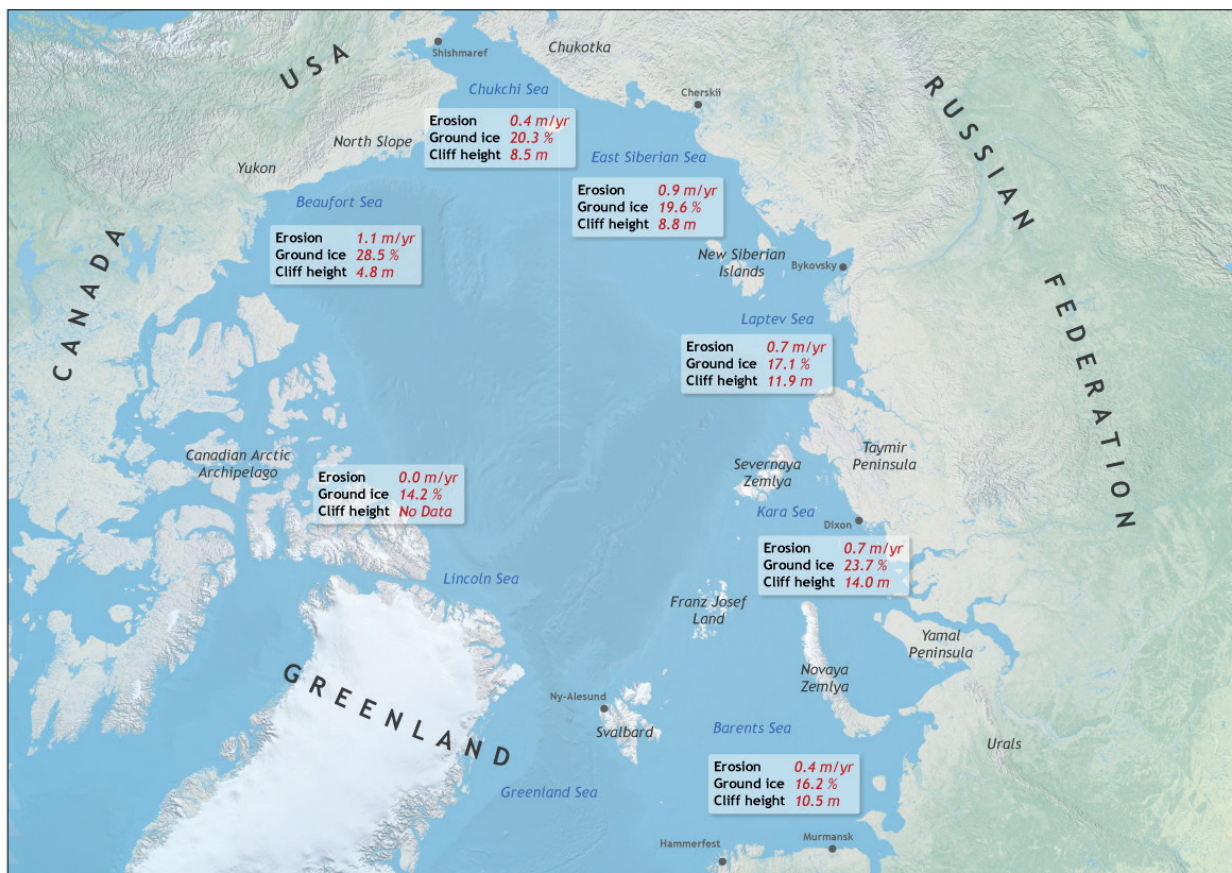 USA
Shishmaref
Chukotka
Chukchi Sea
Cherskii
RUSSIAN FEDERATION
Erosion 0.4 m/yr
Ground ice 20.3 %
Cliff height 8.5 m
North Slope
Yukon
East Siberian Sea
Erosion 0.9 m/yr
Ground ice 19.6 %
Cliff height 8.8 m
Beaufort Sea
Erosion 1.1 m/yr
Ground ice 28.5 %
Cliff height 4.8 m
CANADA
New Siberian
Islands
Bykovsky
Laptev Sea
Erosion 0.7 m/yr
Ground ice 17.1 %
Cliff height 11.9 m
Canadian Arctic
Archipelago
Erosion 0.0 m/yr
Ground ice 14.2 %
Cliff height No Data
Severnaya
Zemlya
Taymir
Peninsula
Kara Sea
Dixon
Erosion 0.7 m/yr
Ground ice 23.7 %
Cliff height 14.0 m
Lincoln Sea
Franz Josef
Land
Yamal
Peninsula
GREENLAND
Novaya
Zemlya
Ny-Alesund
Svalbard
Barents Sea
Urals
Erosion 0.4 m/yr
Ground ice 16.2 %
Cliff height 10.5 m
Greenland Sea
Hammerfest
Murmansk